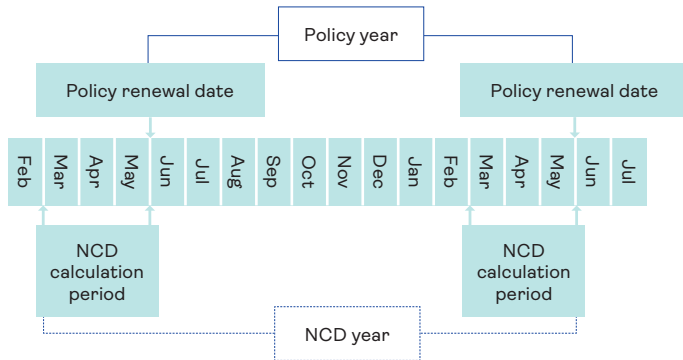 Policy year
Policy renewal date
Policy renewal date
Feb
Mar
Apr
May
Jun
Jul
Aug
Sep
Oct
Nov
Dec
Jan
Feb
Mar
Apr
May
Jun
Jul
NCD
calculation
period
NCD
calculation
period
NCD year